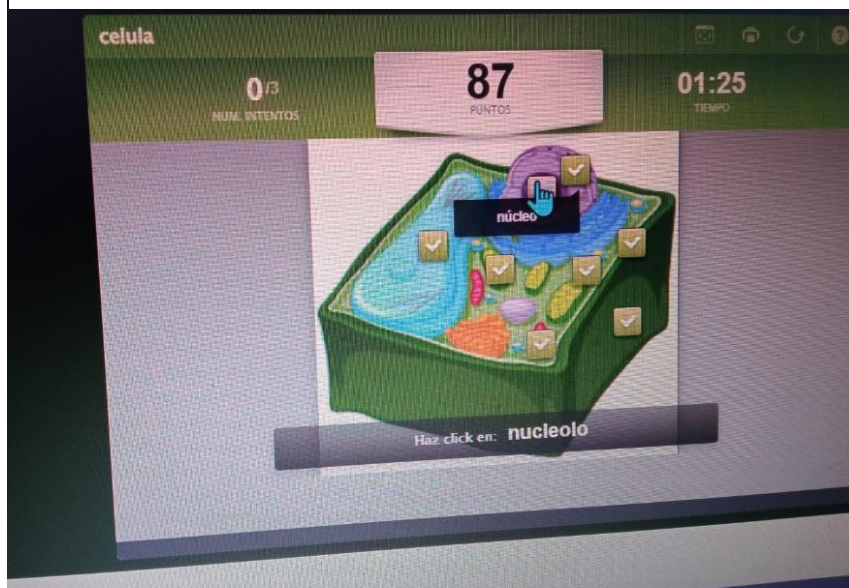 celula
0/3
NUM. INTENTOS
87
PUNTOS
01:25
TIEMPO
núcleo
Haz click en: nucleolo